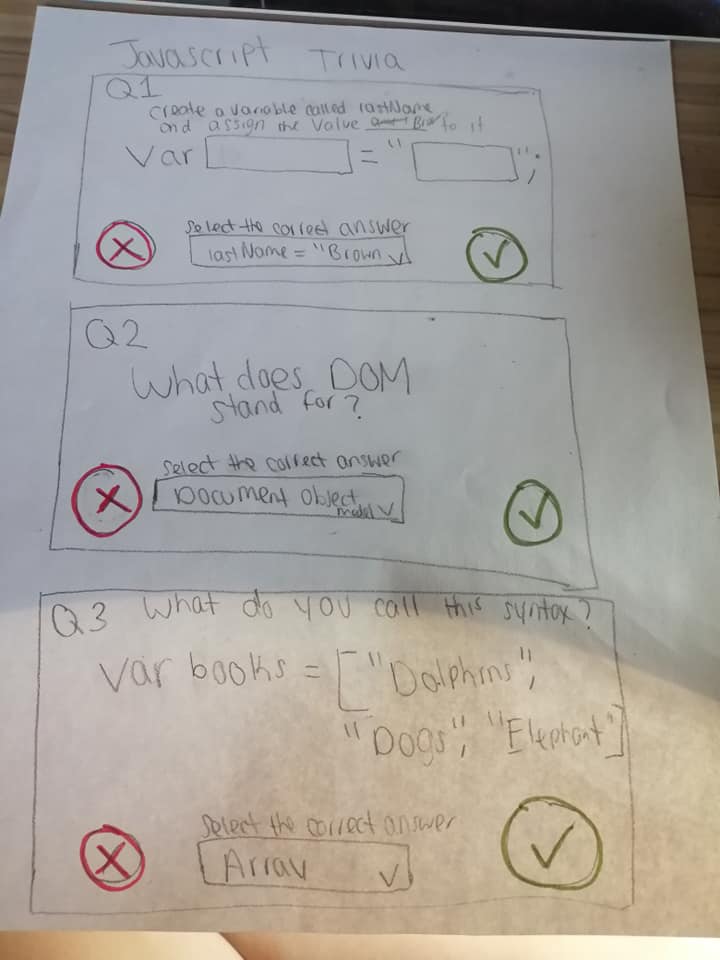 Javascript Trivia
Q1
Create a variable called lastName
and assign the value to it
Var = " ";
Select the correct answer
lastName = "Brown
Q2
What does DOM
stand for?
Select the correct answer
Document Object
model
Q3 What do you call this syntax?
Var books = ["Dolphins",
"Dogs", "Elephant"]
Select the correct answer
Array